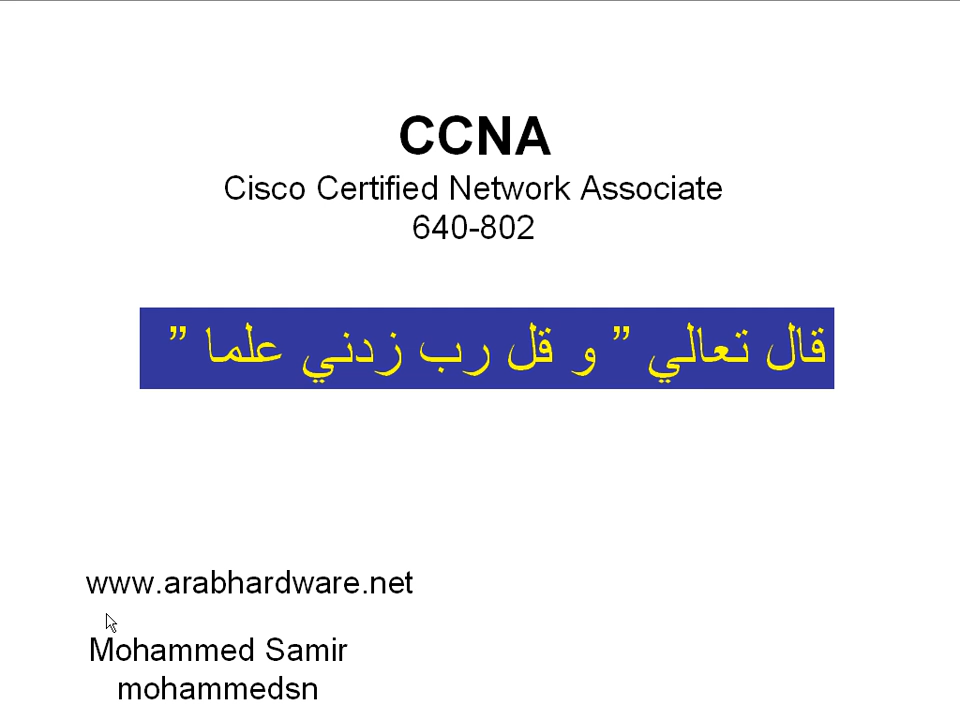 CCNA
Cisco Certified Network Associate
640-802
قال تعالي ” و قل رب زدني علما ”
www.arabhardware.net
Mohammed Samir
mohammedsn